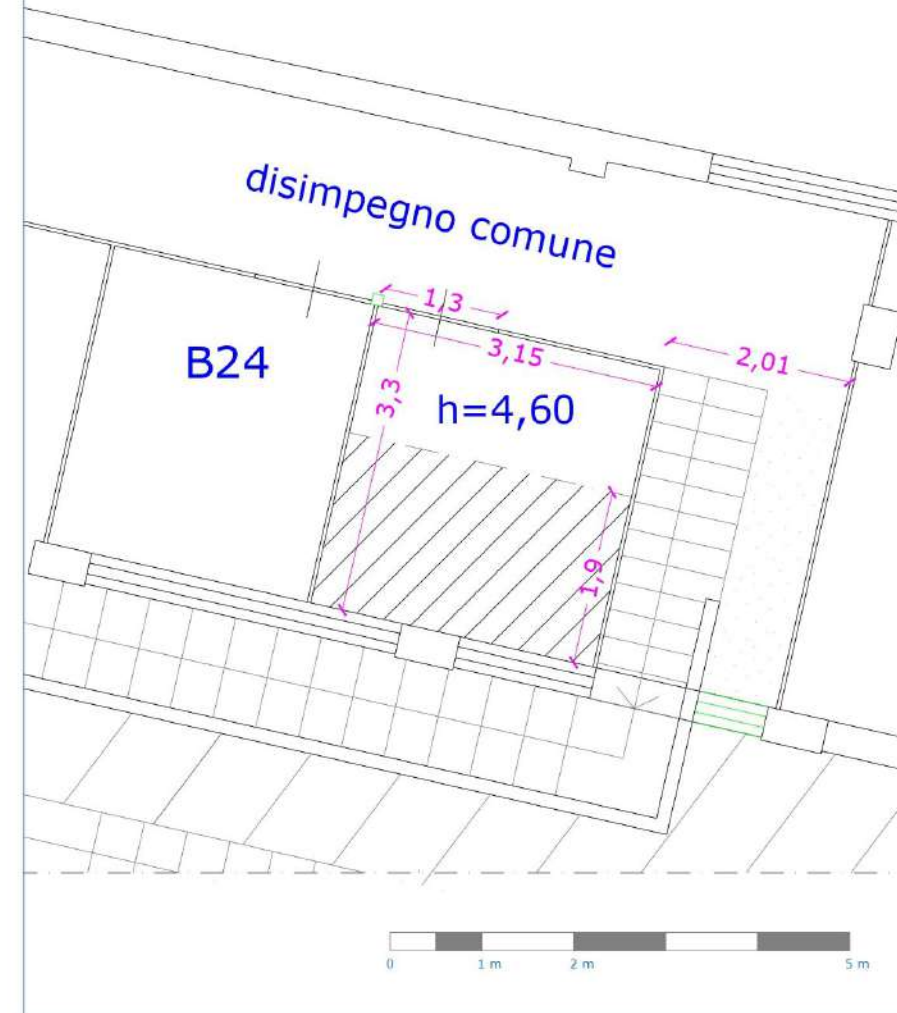 disimpegno comune
1,3
3,15
2,01
B24
3,3
h=4,60
1,9
0 1 m 2 m 5 m